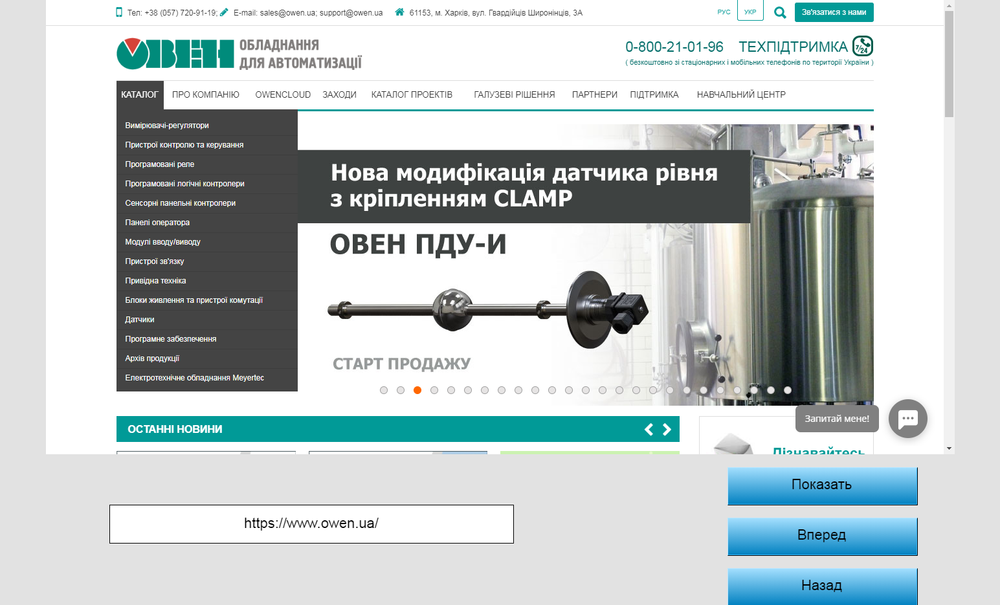 Тел: +38 (057) 720-91-19; E-mail: sales@owen.ua; support@owen.ua 61153, м. Харків, вул. Гвардійців Широнінців, 3А
РУС УКР Зв'язатися з нами
ОВЕН ОБЛАДНАННЯ
ДЛЯ АВТОМАТИЗАЦІЇ
0-800-21-01-96 ТЕХПІДТРИМКА 7/24
( безкоштовно зі стаціонарних і мобільних телефонів по території України )
КАТАЛОГ ПРО КОМПАНІЮ OWENCLOUD ЗАХОДИ КАТАЛОГ ПРОЕКТІВ ГАЛУЗЕВІ РІШЕННЯ ПАРТНЕРИ ПІДТРИМКА НАВЧАЛЬНИЙ ЦЕНТР
Вимірювачі-регулятори
Пристрої контролю та керування
Програмовані реле
Програмовані логічні контролери
Сенсорні панельні контролери
Панелі оператора
Модулі вводу/виводу
Пристрої зв'язку
Привідна техніка
Блоки живлення та пристрої комутації
Датчики
Програмне забезпечення
Архів продукції
Електротехнічне обладнання Meyertec
Нова модифікація датчика рівня
з кріпленням CLAMP
ОВЕН ПДУ-И
СТАРТ ПРОДАЖУ
ОСТАННІ НОВИНИ
Запитай мене!
Дізнавайтесь
Показать
https://www.owen.ua/
Вперед
Назад